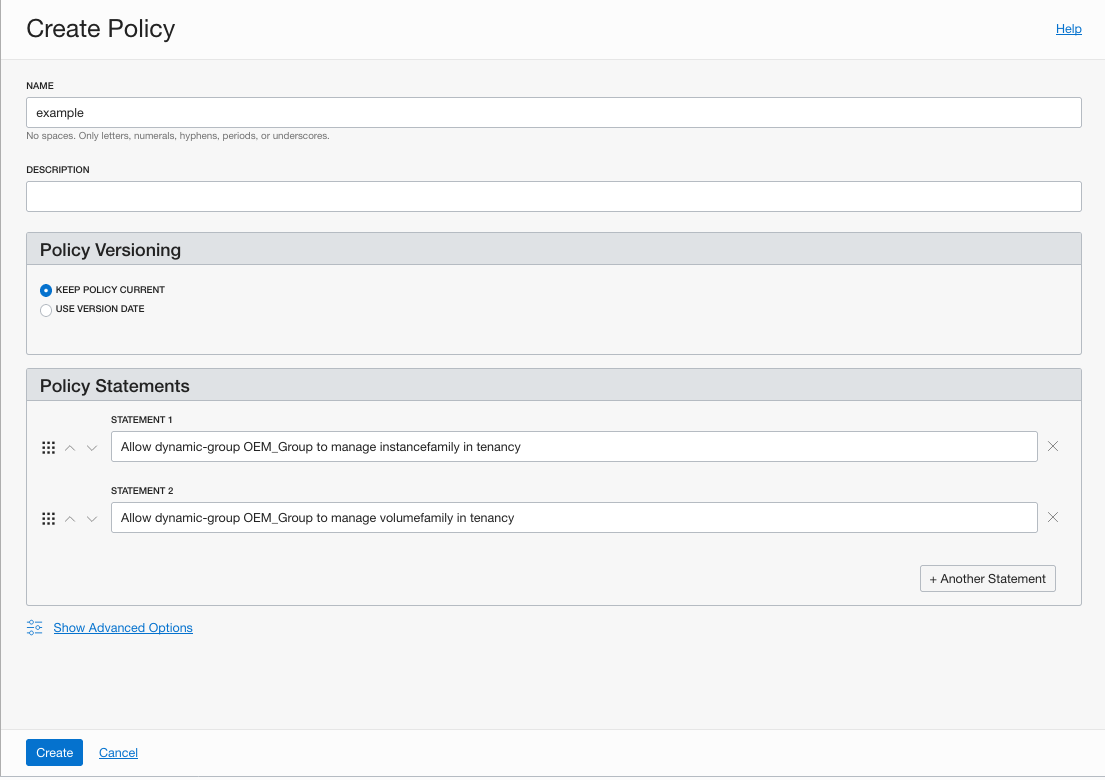 Create Policy
Help
NAME
example
No spaces. Only letters, numerals, hyphens, periods, or underscores.
DESCRIPTION
Policy Versioning
KEEP POLICY CURRENT
USE VERSION DATE
Policy Statements
STATEMENT 1
Allow dynamic-group OEM_Group to manage instancefamily in tenancy
STATEMENT 2
Allow dynamic-group OEM_Group to manage volumefamily in tenancy
+ Another Statement
Show Advanced Options
Create
Cancel